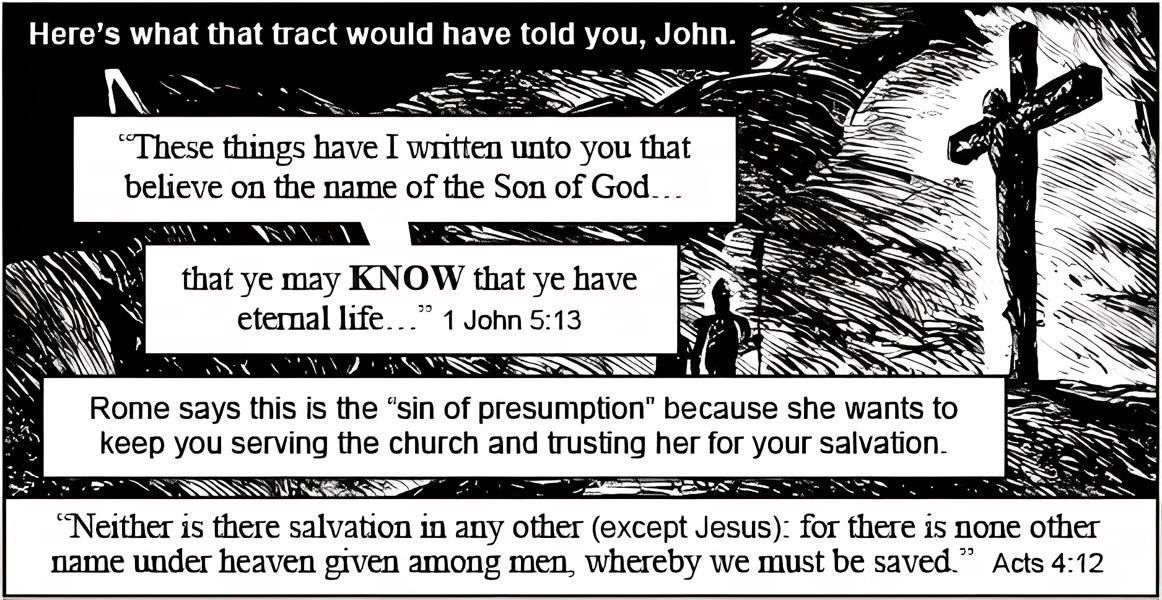 Here's what that tract would have told you, John.
“These things have I written unto you that
believe on the name of the Son of God...
that ye may KNOW that ye have
eternal life...” 1 John 5:13
Rome says this is the “sin of presumption” because she wants to
keep you serving the church and trusting her for your salvation.
“Neither is there salvation in any other (except Jesus): for there is none other
name under heaven given among men, whereby we must be saved.” Acts 4:12